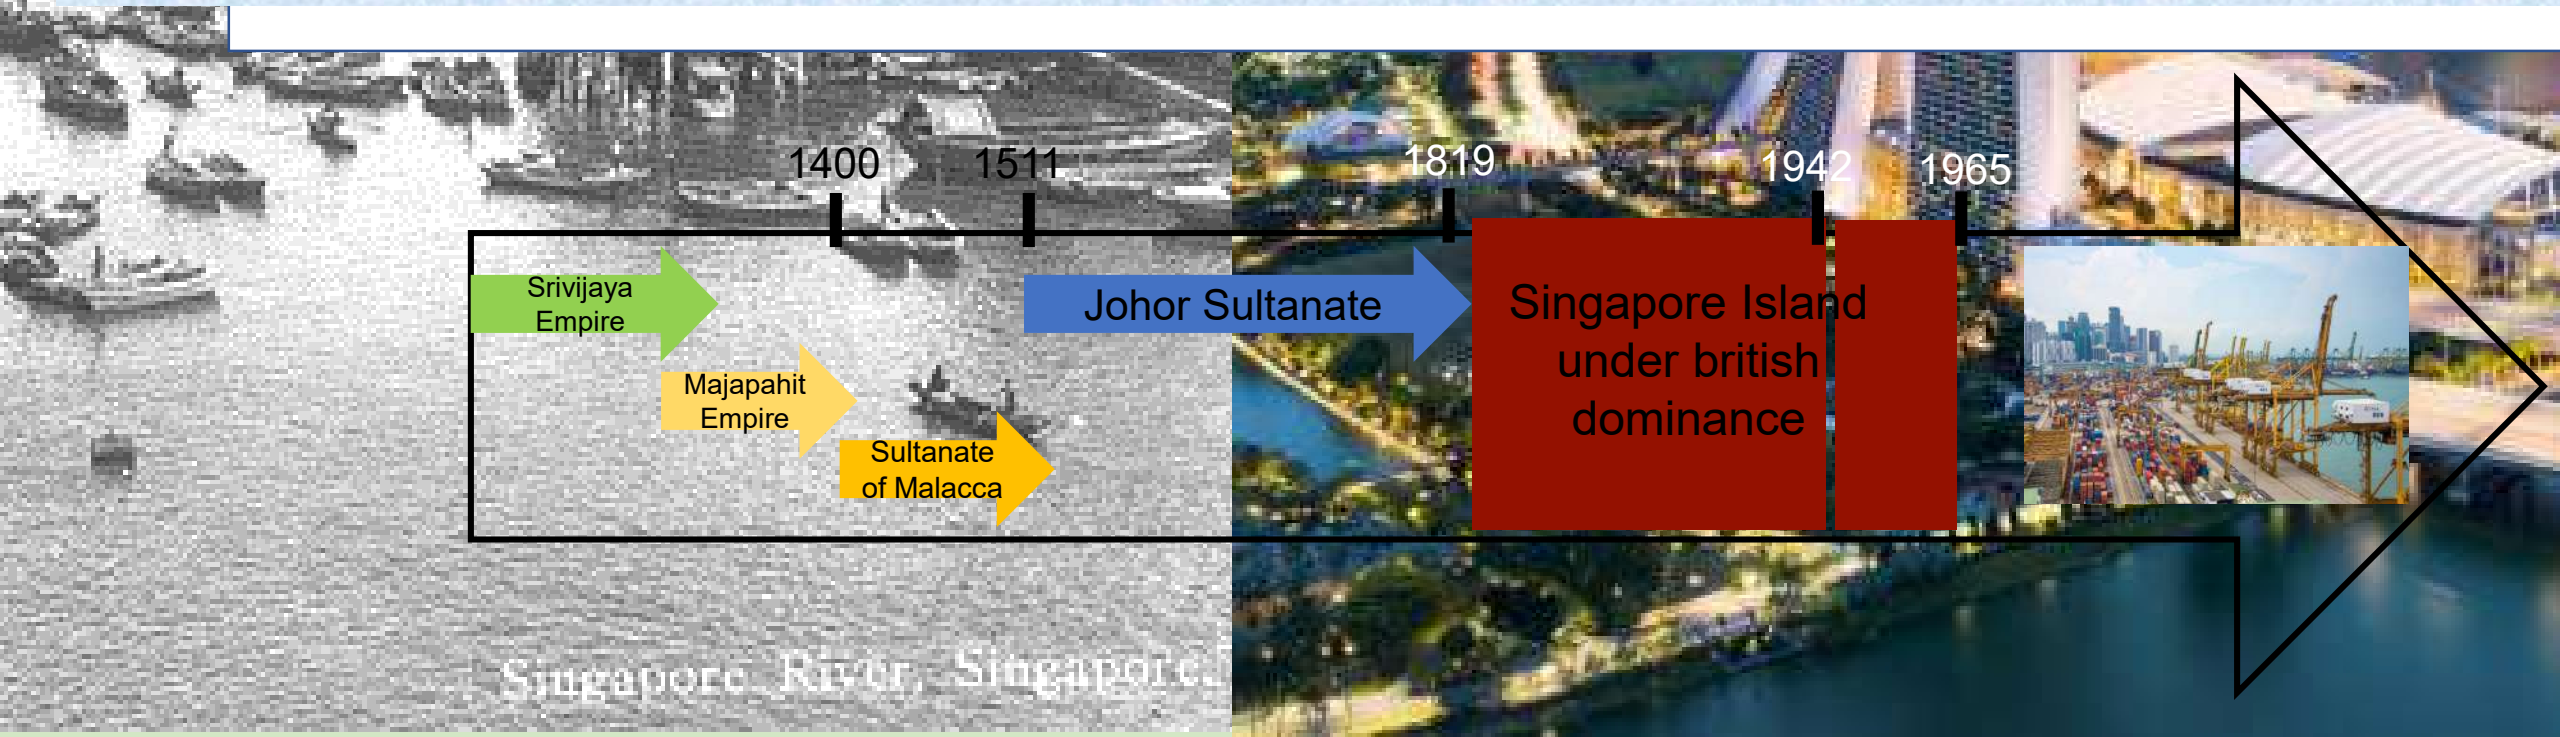 1400
1511
1819
1942
1965
Srivijaya
Empire
Majapahit
Empire
Sultanate
of Malacca
Johor Sultanate
Singapore Island
under british
dominance
Singapore River, Singapore.